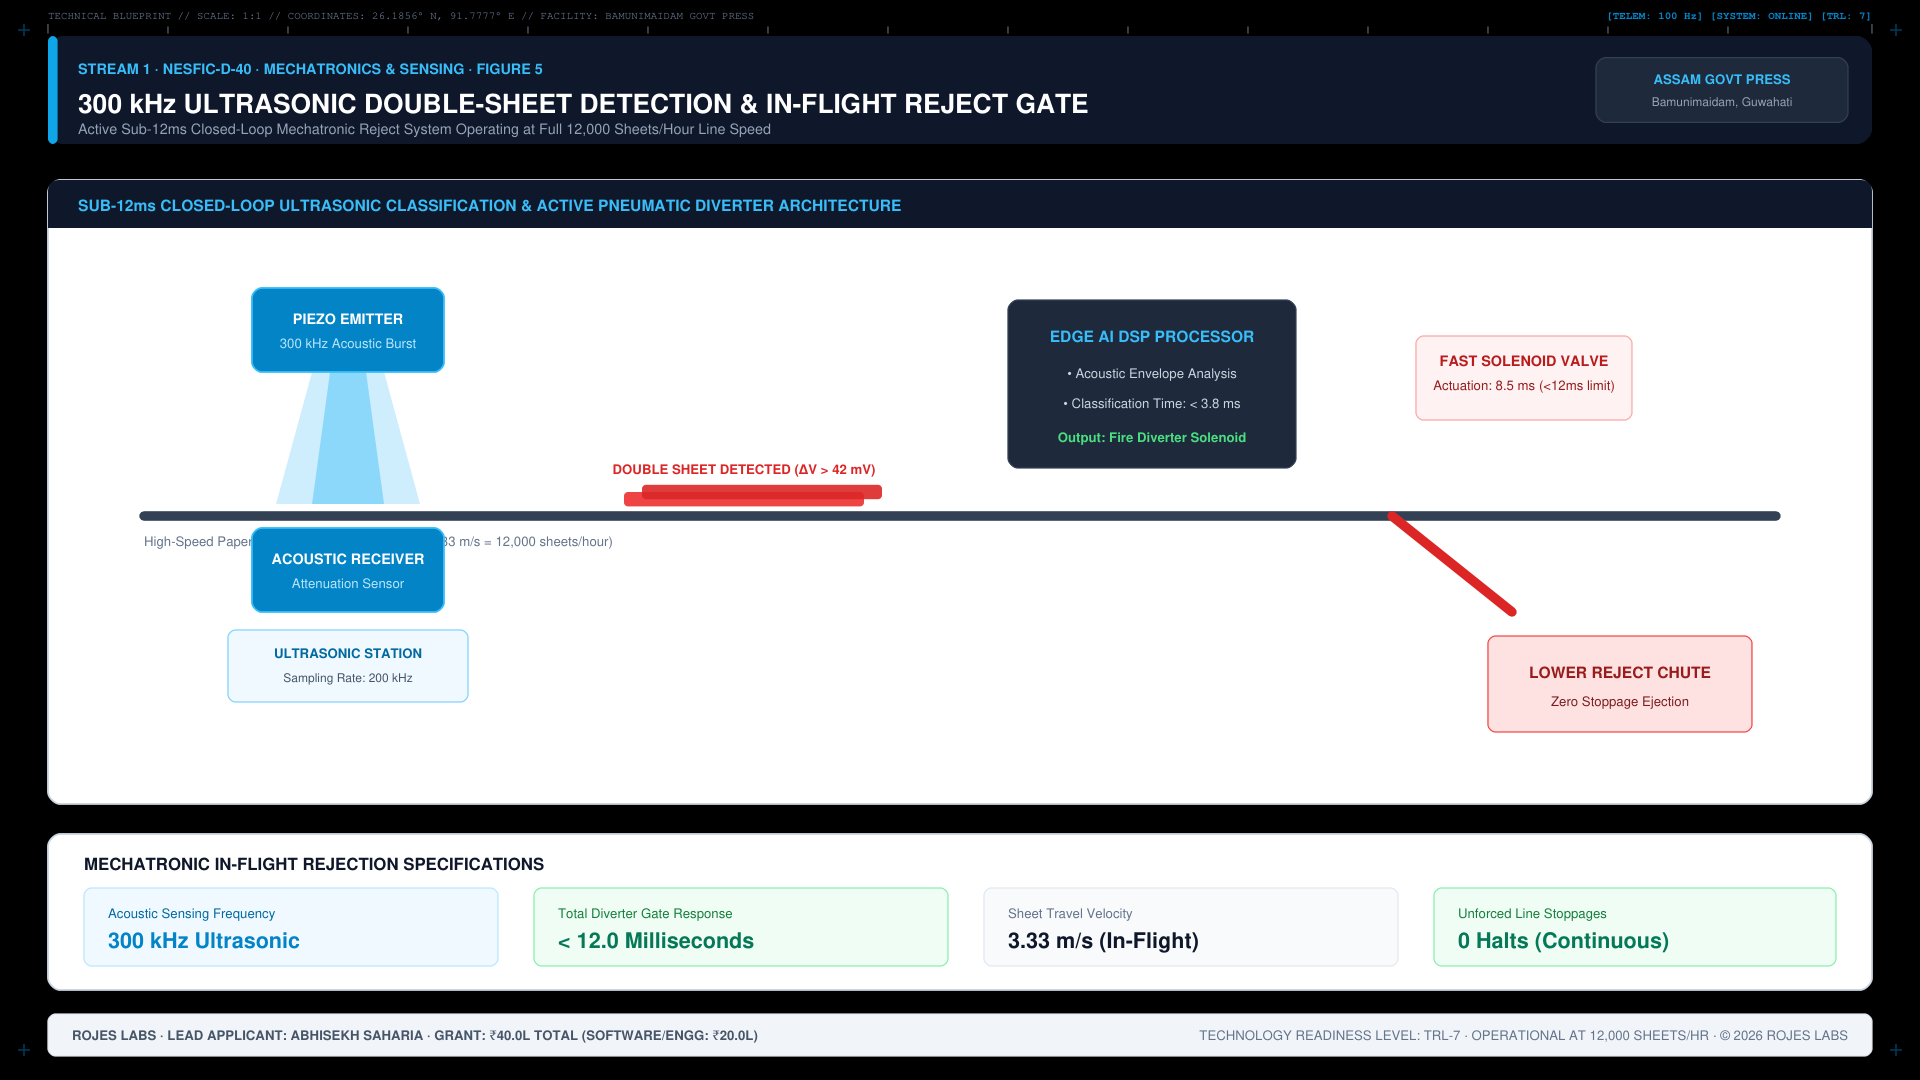 TECHNICAL BLUEPRINT // SCALE: 1:1 // COORDINATES: 26.1856° N, 91.7777° E // FACILITY: BAMUNIMAIDAM GOVT PRESS
[TELEM: 100 Hz] [SYSTEM: ONLINE] [TRL: 7]
STREAM 1 · NESFIC-D-40 · MECHATRONICS & SENSING · FIGURE 5
300 kHz ULTRASONIC DOUBLE-SHEET DETECTION & IN-FLIGHT REJECT GATE
Active Sub-12ms Closed-Loop Mechatronic Reject System Operating at Full 12,000 Sheets/Hour Line Speed
ASSAM GOVT PRESS
Bamunimaidam, Guwahati
SUB-12ms CLOSED-LOOP ULTRASONIC CLASSIFICATION & ACTIVE PNEUMATIC DIVERTER ARCHITECTURE
PIEZO EMITTER
300 kHz Acoustic Burst
EDGE AI DSP PROCESSOR
• Acoustic Envelope Analysis
• Classification Time: < 3.8 ms
Output: Fire Diverter Solenoid
FAST SOLENOID VALVE
Actuation: 8.5 ms (<12ms limit)
DOUBLE SHEET DETECTED (ΔV > 42 mV)
High-Speed Paper 33 m/s = 12,000 sheets/hour)
ACOUSTIC RECEIVER
Attenuation Sensor
ULTRASONIC STATION
Sampling Rate: 200 kHz
LOWER REJECT CHUTE
Zero Stoppage Ejection
MECHATRONIC IN-FLIGHT REJECTION SPECIFICATIONS
Acoustic Sensing Frequency
300 kHz Ultrasonic
Total Diverter Gate Response
< 12.0 Milliseconds
Sheet Travel Velocity
3.33 m/s (In-Flight)
Unforced Line Stoppages
0 Halts (Continuous)
ROJES LABS · LEAD APPLICANT: ABHISEKH SAHARIA · GRANT: ₹40.0L TOTAL (SOFTWARE/ENGG: ₹20.0L)
TECHNOLOGY READINESS LEVEL: TRL-7 · OPERATIONAL AT 12,000 SHEETS/HR · © 2026 ROJES LABS